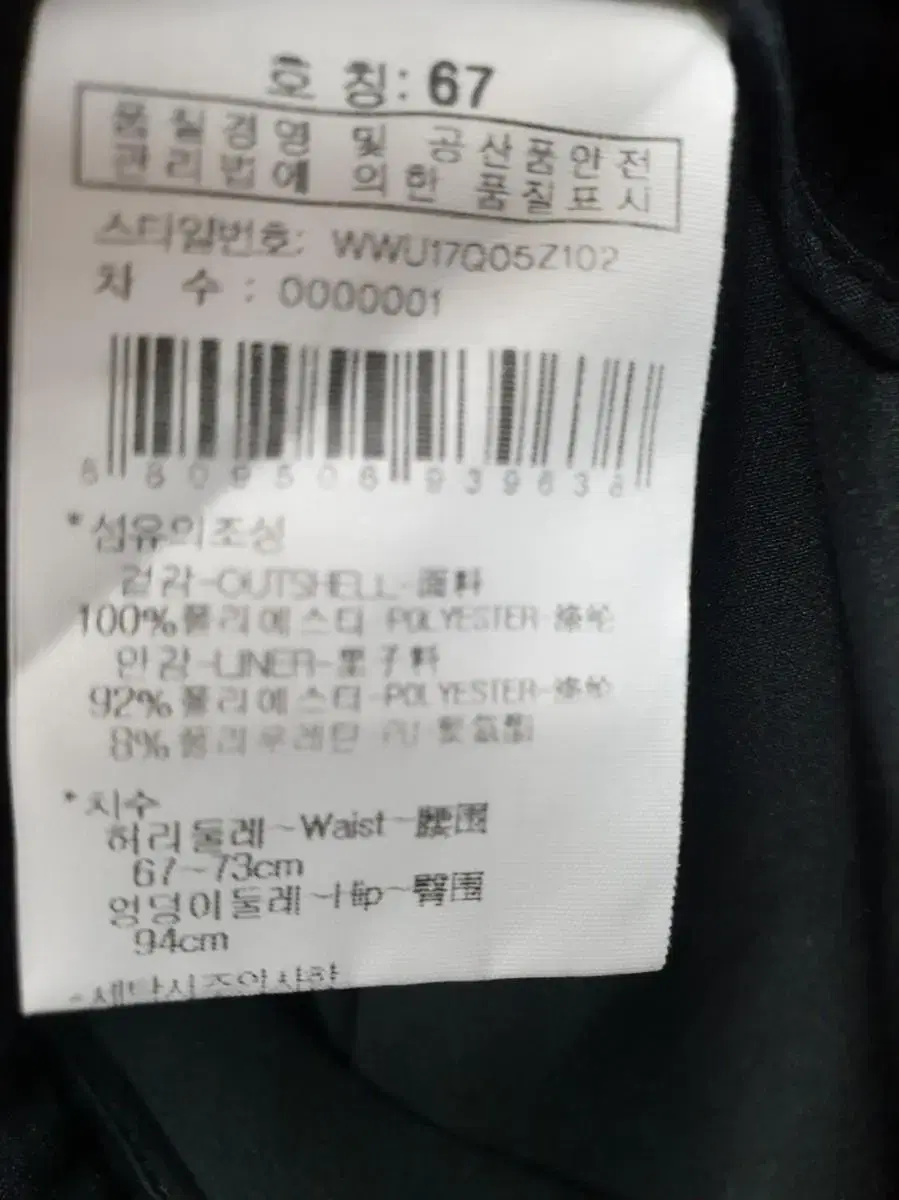 호 칭: 67
품질경영 및 공산품안전
관리법에 의한 품질표시
스타일번호: WWU17Q05Z102
차 수 : 0000001
*섬유의조성
겉감-OUTSHELL-面料
100%폴리에스터-POLYESTER-涤纶
안감-LINER-里子料
92%폴리에스터-POLYESTER-涤纶
8%폴리우레탄 PU 聚氨酯
*치수
허리둘레-Waist-腰围
67~73cm
엉덩이둘레-Hip-臀围
94cm